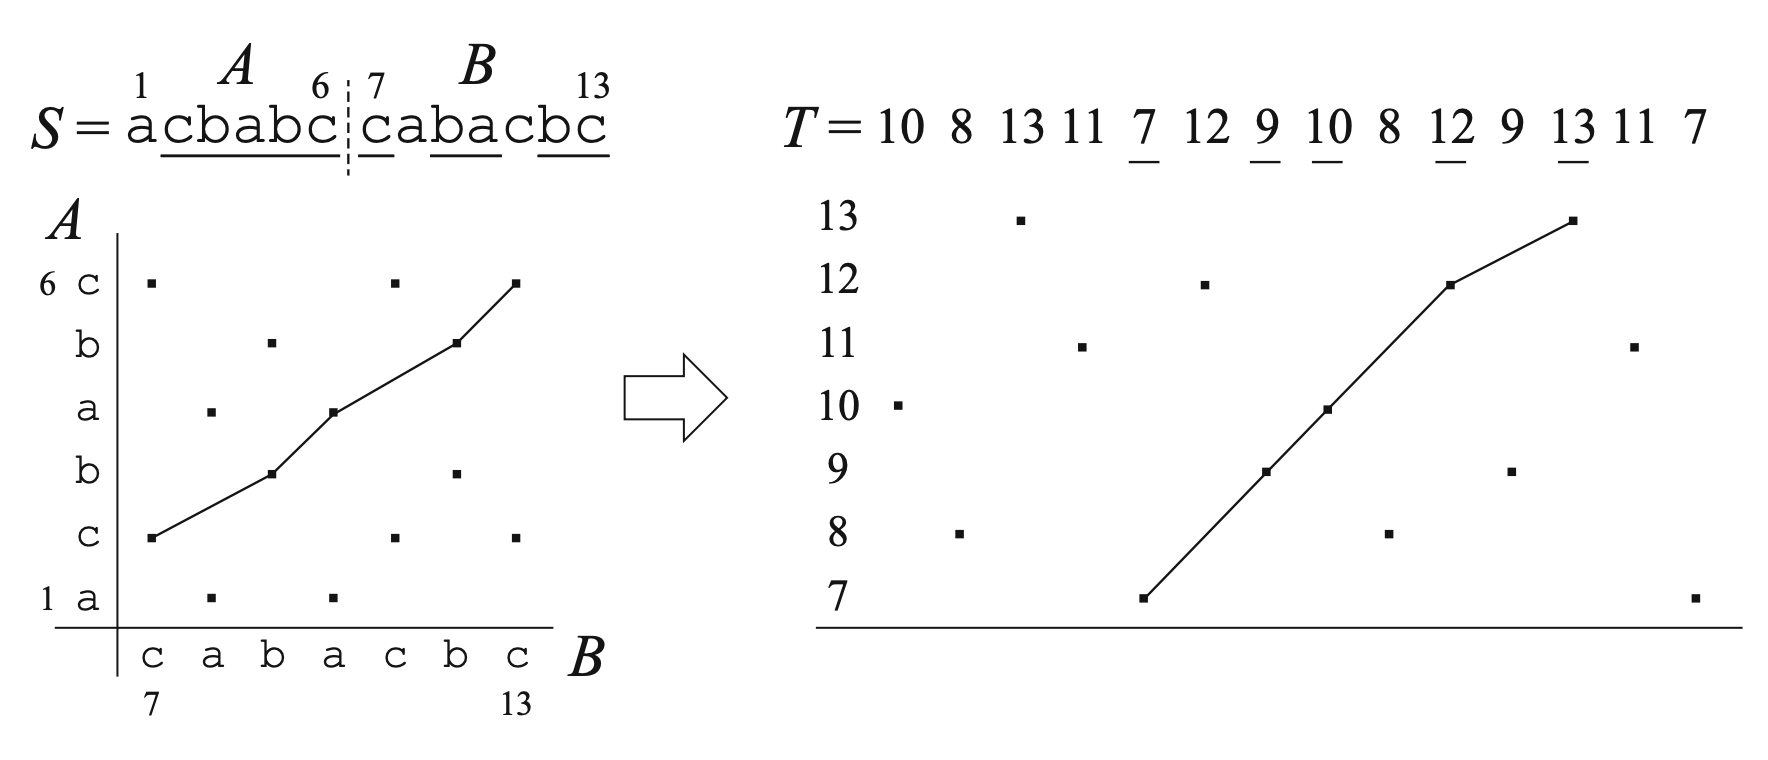 1 A 6 7 B 13
S = acbabc cabacbc
T = 10 8 13 11 7 12 9 10 8 12 9 13 11 7
A
6 c
b
a
b
c
1 a
c a b a c b c B
7 13
13
12
11
10
9
8
7